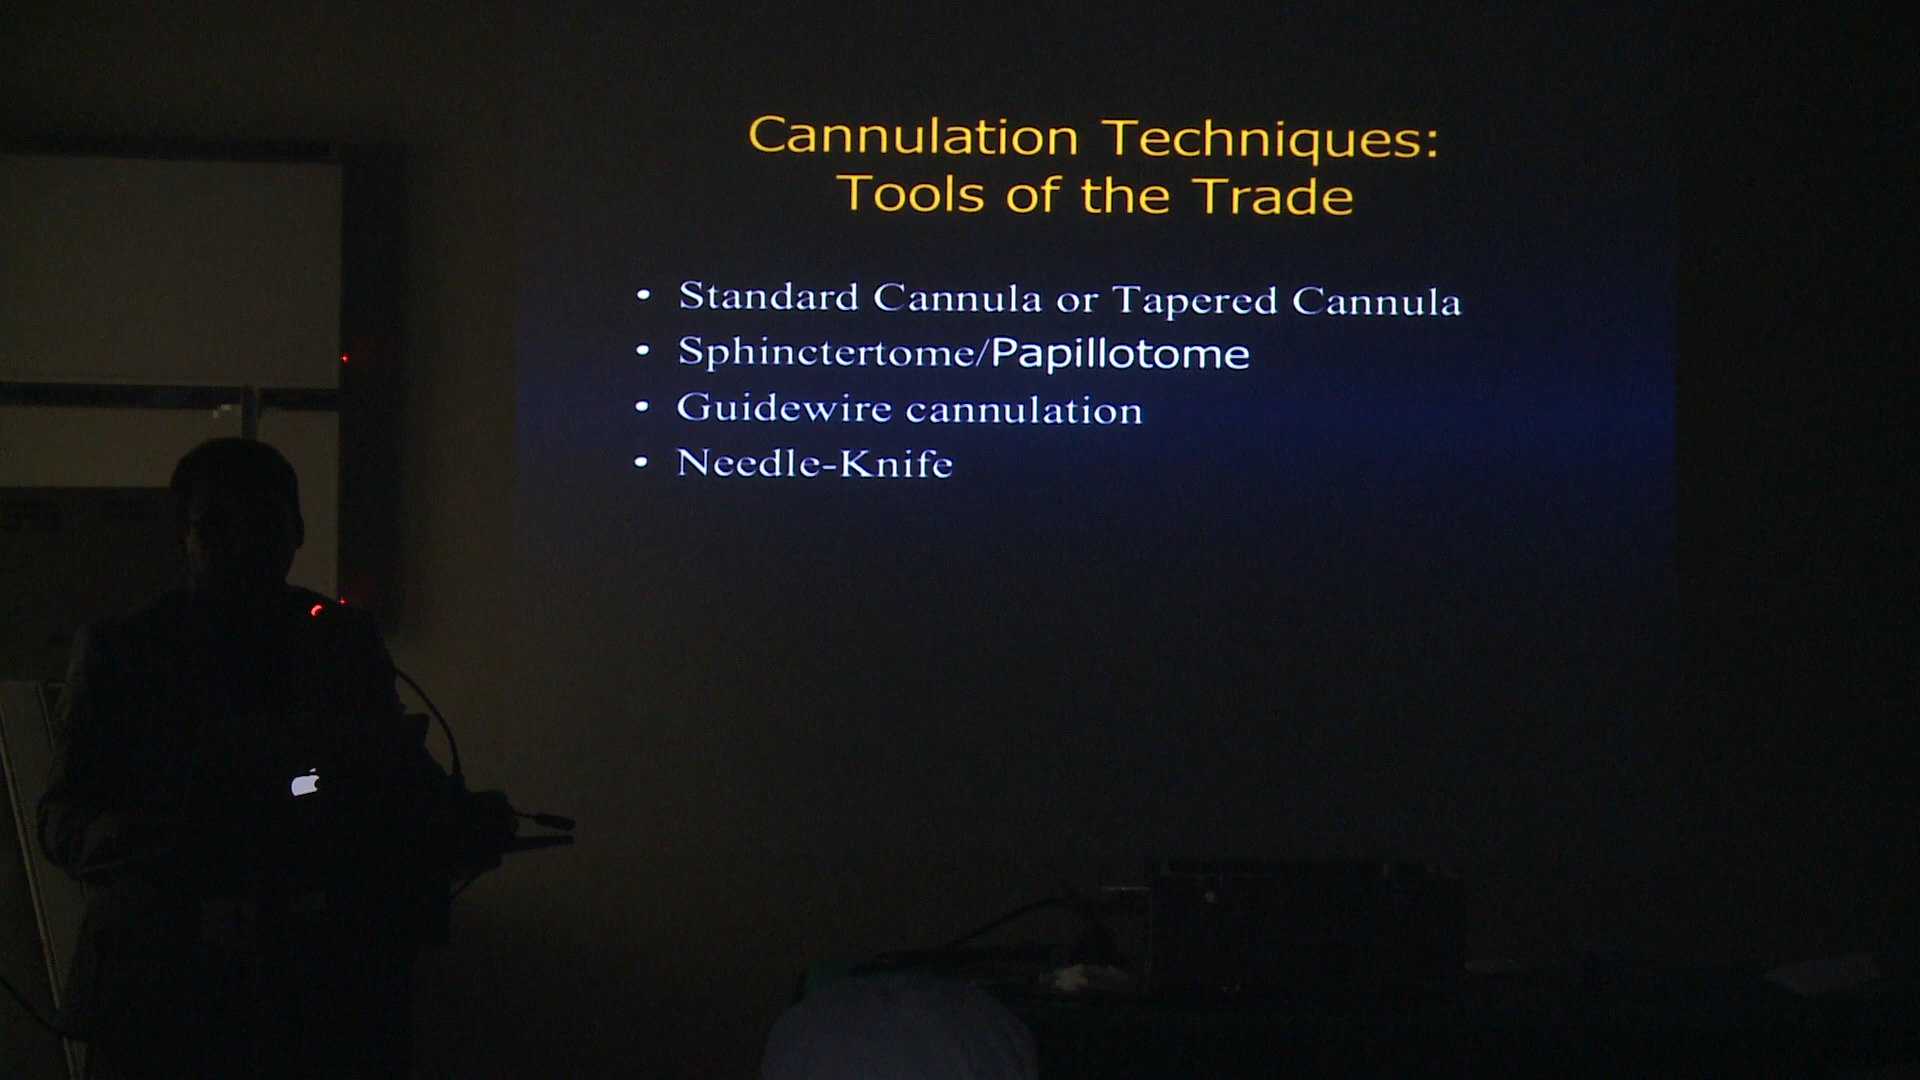 Cannulation Techniques:
Tools of the Trade
• Standard Cannula or Tapered Cannula
• Sphinctertome/Papillotome
• Guidewire cannulation
• Needle-Knife